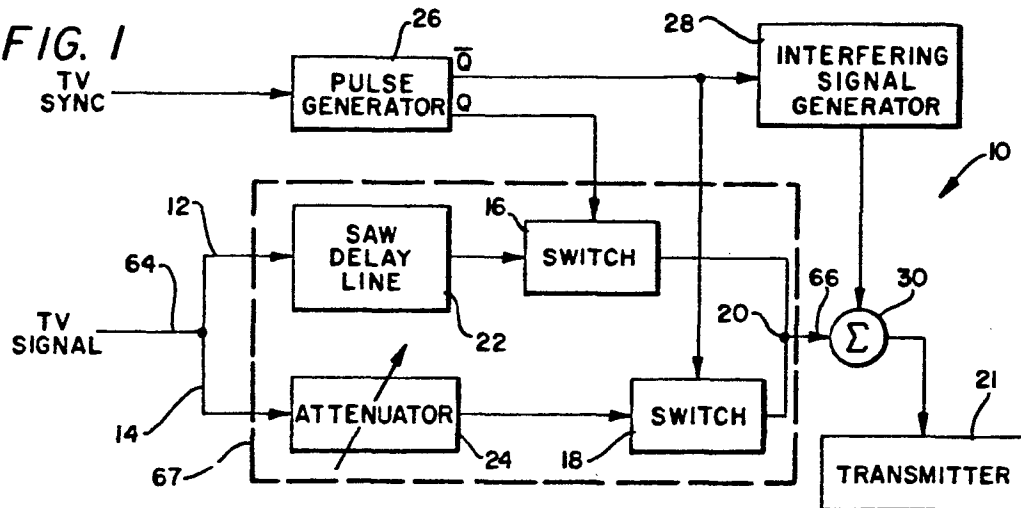 FIG. 1
26
28
TV
SYNC
PULSE
GENERATOR
Q̅
Q
INTERFERING
SIGNAL
GENERATOR
10
12
64
SAW
DELAY
LINE
22
16
SWITCH
20
66
30
Σ
TV
SIGNAL
14
67
ATTENUATOR
24
SWITCH
18
21
TRANSMITTER